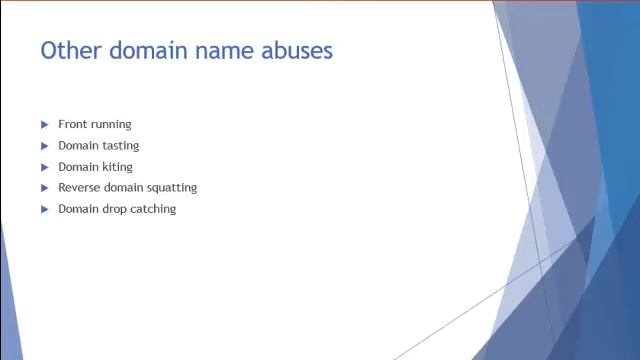 Other domain name abuses
Front running
Domain tasting
Domain kiting
Reverse domain squatting
Domain drop catching